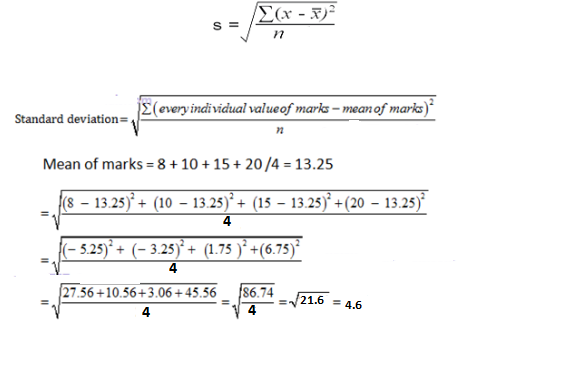 s = √(∑(x - x̄)² / n)
Standard deviation = √(∑(every individual value of marks – mean of marks)² / n)
Mean of marks = 8 + 10 + 15 + 20 /4 = 13.25
= √((8 – 13.25)² + (10 – 13.25)² + (15 – 13.25)² + (20 – 13.25)² / 4)
= √((– 5.25)² + (– 3.25)² + (1.75 )² + (6.75)² / 4)
= √(27.56 + 10.56 + 3.06 + 45.56 / 4) = √(86.74 / 4) = √21.6 = 4.6